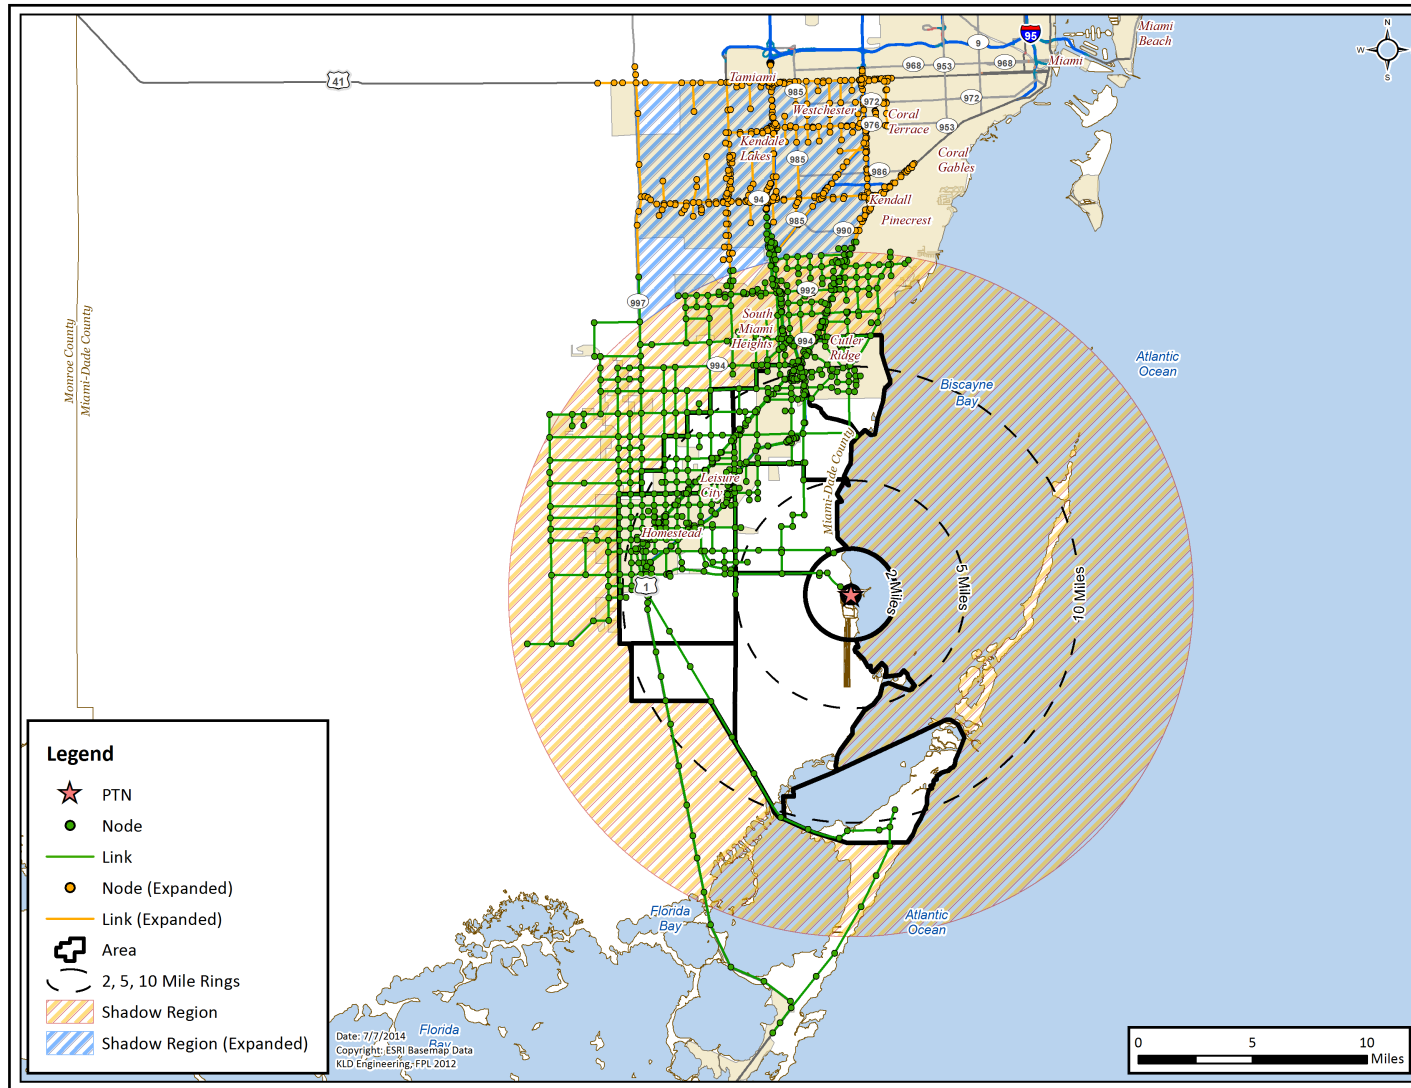 Miami
Beach
N
W
E
S
95
9
41
968
953
968
Miami
Tamiami
985
972
972
Westchester
976
Coral
Terrace
953
Kendale
Lakes
985
Coral
Gables
986
94
Kendall
985
Pinecrest
990
997
992
South
Miami
Heights
994
Cutler
Ridge
994
Monroe County
Miami-Dade County
Atlantic
Ocean
Biscayne
Bay
Miami-Dade County
Leisure
City
Homestead
1
2 Miles
5 Miles
10 Miles
Florida
Bay
Atlantic
Ocean
Legend
PTN
Node
Link
Node (Expanded)
Link (Expanded)
Area
2, 5, 10 Mile Rings
Shadow Region
Shadow Region (Expanded)
Florida
Bay
Date: 7/7/2014
Copyright: ESRI Basemap Data
KLD Engineering, FPL 2012
0 5 10
Miles